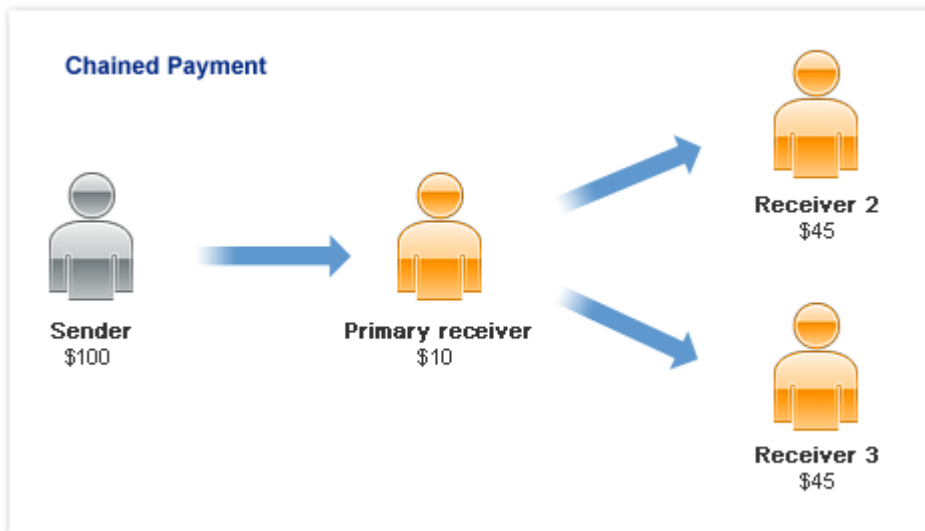 Chained Payment
Sender
$100
Primary receiver
$10
Receiver 2
$45
Receiver 3
$45